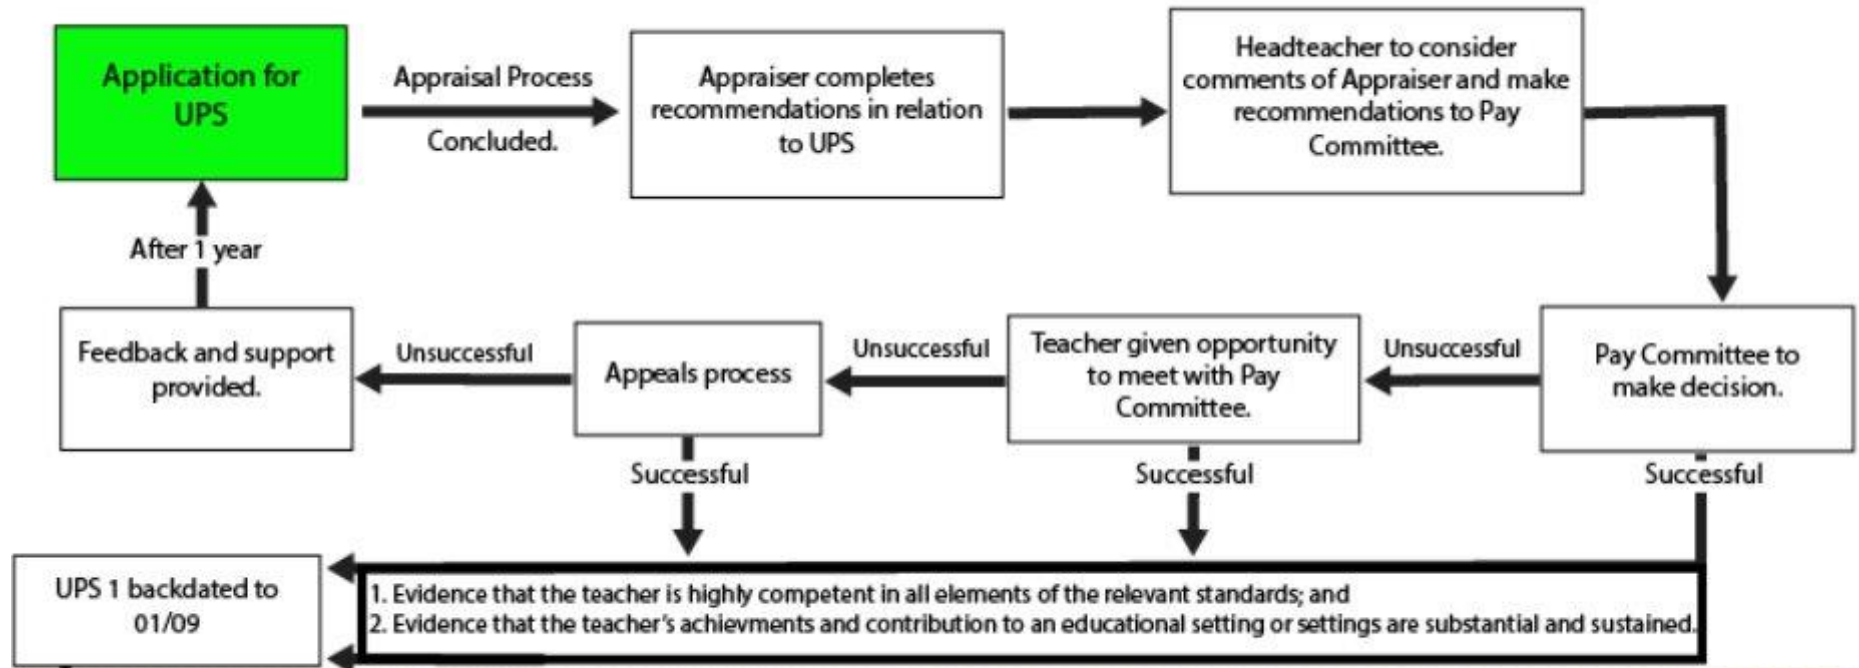 Application for
UPS
Appraisal Process
Concluded.
Appraiser completes
recommendations in relation
to UPS
Headteacher to consider
comments of Appraiser and make
recommendations to Pay
Committee.
After 1 year
Feedback and support
provided.
Unsuccessful
Appeals process
Unsuccessful
Teacher given opportunity
to meet with Pay
Committee.
Unsuccessful
Pay Committee to
make decision.
Successful
Successful
Successful
UPS 1 backdated to
01/09
1. Evidence that the teacher is highly competent in all elements of the relevant standards; and
2. Evidence that the teacher's achievments and contribution to an educational setting or settings are substantial and sustained.